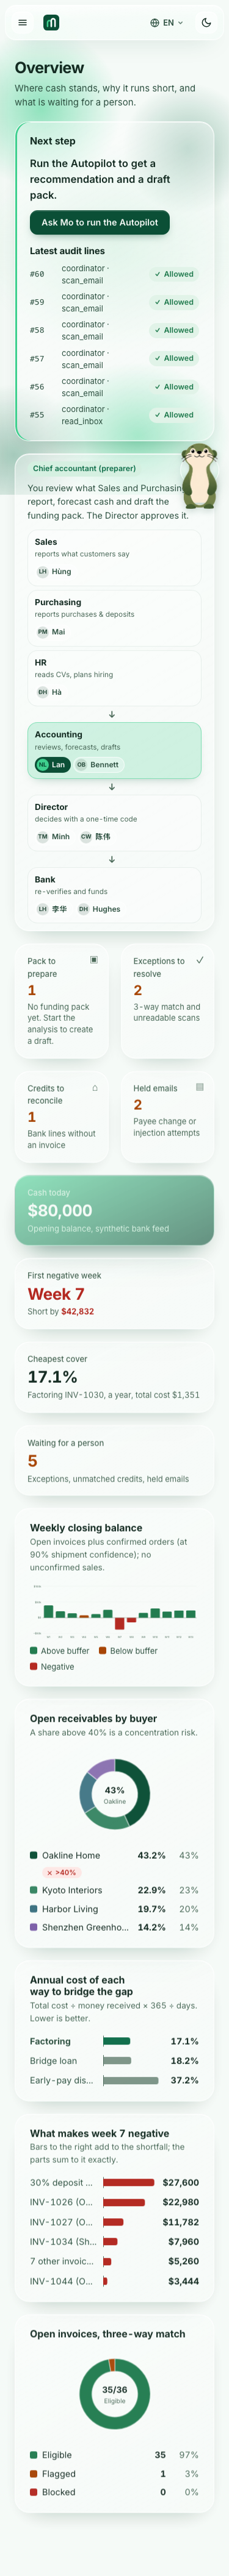 EN
Overview
Where cash stands, why it runs short, and
what is waiting for a person.
Next step
Run the Autopilot to get a
recommendation and a draft
pack.
Ask Mo to run the Autopilot
Latest audit lines
#60 coordinator · scan_email ✓ Allowed
#59 coordinator · scan_email ✓ Allowed
#58 coordinator · scan_email ✓ Allowed
#57 coordinator · scan_email ✓ Allowed
#56 coordinator · scan_email ✓ Allowed
#55 coordinator · read_inbox ✓ Allowed
Chief accountant (preparer)
You review what Sales and Purchasing
report, forecast cash and draft the
funding pack. The Director approves it.
Sales
reports what customers say
LH Hùng
Purchasing
reports purchases & deposits
PM Mai
HR
reads CVs, plans hiring
ĐH Hà
↓
Accounting
reviews, forecasts, drafts
NL Lan OB Bennett
↓
Director
decides with a one-time code
TM Minh CW 陈伟
↓
Bank
re-verifies and funds
LH 李华 DH Hughes
Pack to
prepare
1
No funding pack
yet. Start the
analysis to create
a draft.
Exceptions to
resolve
2
3-way match and
unreadable scans
Credits to
reconcile
1
Bank lines without
an invoice
Held emails
2
Payee change or
injection attempts
Cash today
$80,000
Opening balance, synthetic bank feed
First negative week
Week 7
Short by $42,832
Cheapest cover
17.1%
Factoring INV-1030, a year, total cost $1,351
Waiting for a person
5
Exceptions, unmatched credits, held emails
Weekly closing balance
Open invoices plus confirmed orders (at
90% shipment confidence); no
unconfirmed sales.
Above buffer Below buffer
Negative
Open receivables by buyer
A share above 40% is a concentration risk.
43%
Oakline
Oakline Home 43.2% 43%
× >40%
Kyoto Interiors 22.9% 23%
Harbor Living 19.7% 20%
Shenzhen Greenho... 14.2% 14%
Annual cost of each
way to bridge the gap
Total cost ÷ money received × 365 ÷ days.
Lower is better.
Factoring 17.1%
Bridge loan 18.2%
Early-pay dis... 37.2%
What makes week 7 negative
Bars to the right add to the shortfall; the
parts sum to it exactly.
30% deposit ... $27,600
INV-1026 (O... $22,980
INV-1027 (O... $11,782
INV-1034 (Sh... $7,960
7 other invoic... $5,260
INV-1044 (O... $3,444
Open invoices, three-way match
35/36
Eligible
Eligible 35 97%
Flagged 1 3%
Blocked 0 0%